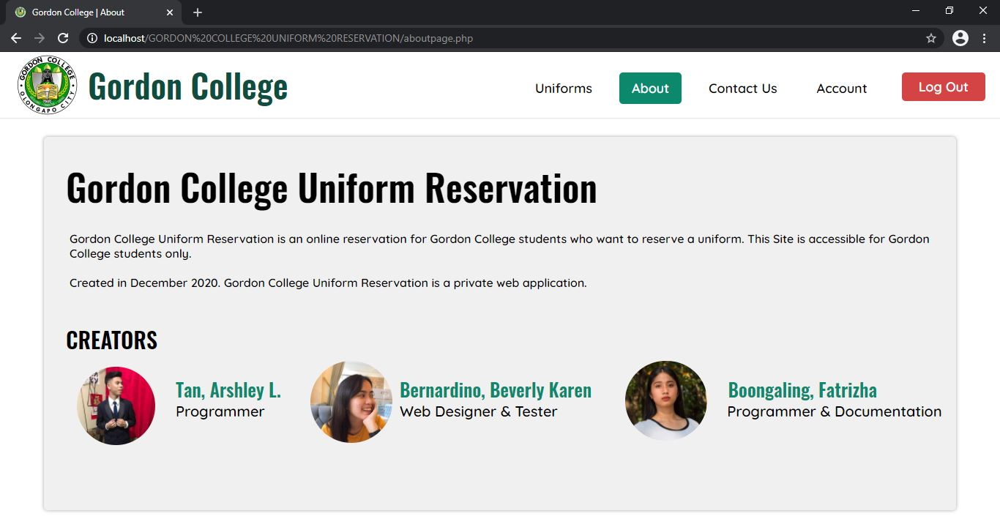 Gordon College | About
localhost/GORDON%20COLLEGE%20UNIFORM%20RESERVATION/aboutpage.php
GORDON COLLEGE
OLONGAPO CITY
Gordon College
Uniforms
About
Contact Us
Account
Log Out
Gordon College Uniform Reservation
Gordon College Uniform Reservation is an online reservation for Gordon College students who want to reserve a uniform. This Site is accessible for Gordon
College students only.
Created in December 2020. Gordon College Uniform Reservation is a private web application.
CREATORS
Tan, Arshley L.
Programmer
Bernardino, Beverly Karen
Web Designer & Tester
Boongaling, Fatrizha
Programmer & Documentation